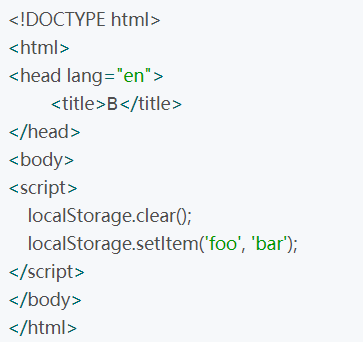 <!DOCTYPE html>
<html>
<head lang="en">
<title>B</title>
</head>
<body>
<script>
localStorage.clear();
localStorage.setItem('foo', 'bar');
</script>
</body>
</html>